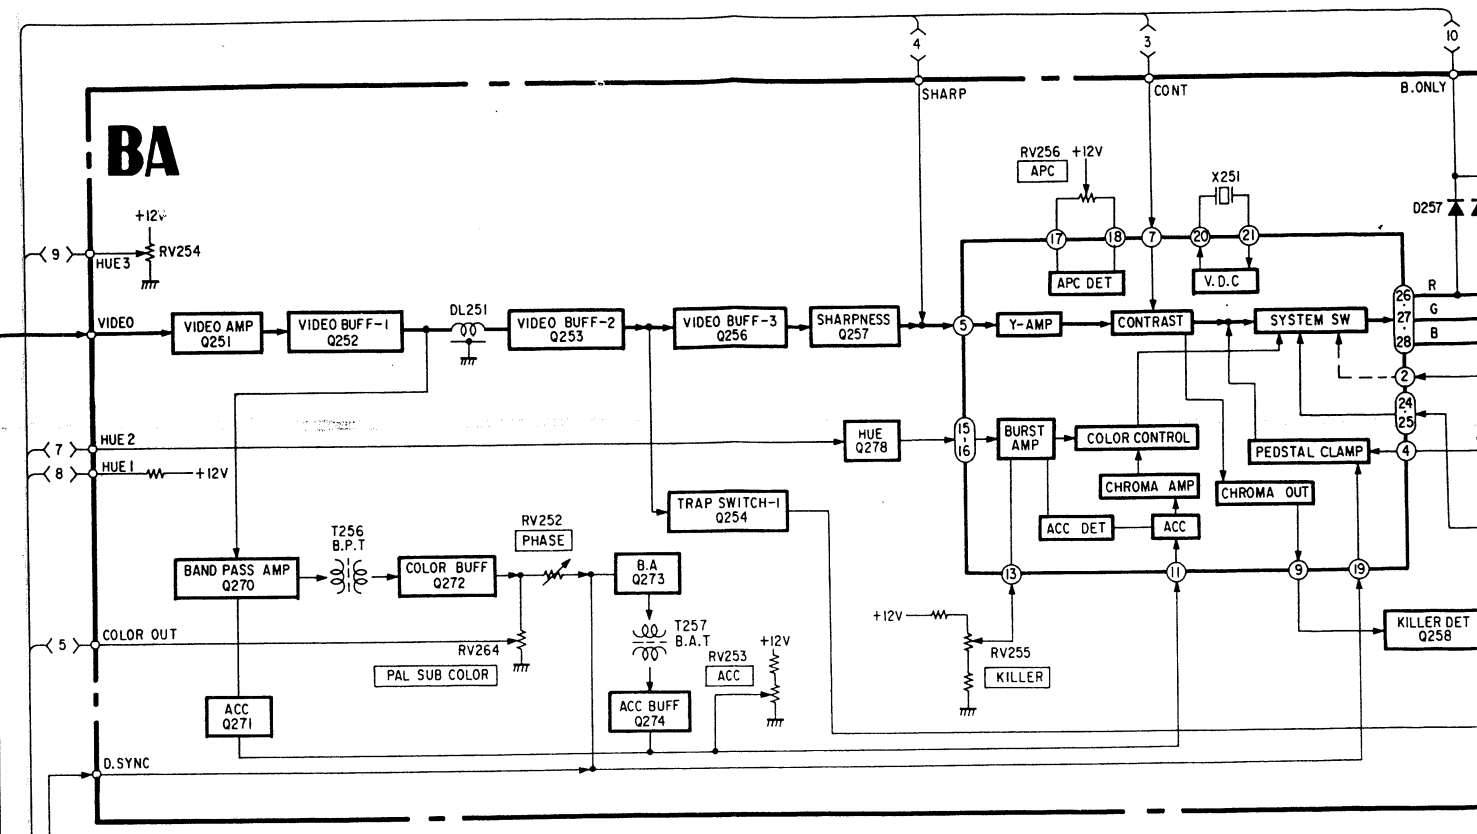 4
3
10
SHARP
CONT
B.ONLY
BA
RV256 +12V
APC
X251
+12V
RV254
9
HUE3
D257
17
18
7
20
21
APC DET
V.D.C
VIDEO
VIDEO AMP
Q251
VIDEO BUFF-1
Q252
DL251
VIDEO BUFF-2
Q253
VIDEO BUFF-3
Q256
SHARPNESS
Q257
5
Y-AMP
CONTRAST
SYSTEM SW
26
27
28
R
G
B
2
24
25
4
7
HUE 2
8
HUE 1
+12V
HUE
Q278
15
16
BURST
AMP
COLOR CONTROL
PEDSTAL CLAMP
CHROMA AMP
CHROMA OUT
ACC DET
ACC
TRAP SWITCH-1
Q254
T256
B.P.T
RV252
PHASE
BAND PASS AMP
Q270
COLOR BUFF
Q272
B.A
Q273
13
11
9
19
5
COLOR OUT
RV264
PAL SUB COLOR
T257
B.A.T
RV253
ACC
+12V
+12V
RV255
KILLER
KILLER DET
Q258
ACC
Q271
ACC BUFF
Q274
D.SYNC